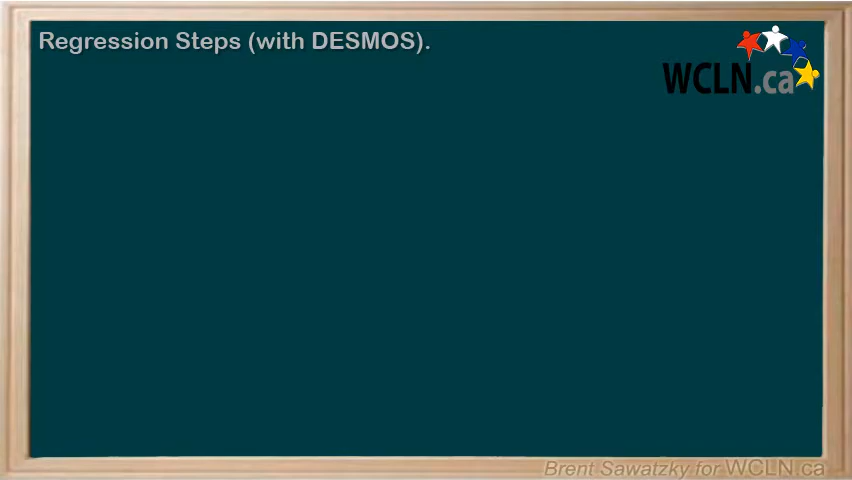 Regression Steps (with DESMOS).
WCLN.ca
Brent Sawatzky for WCLN.ca